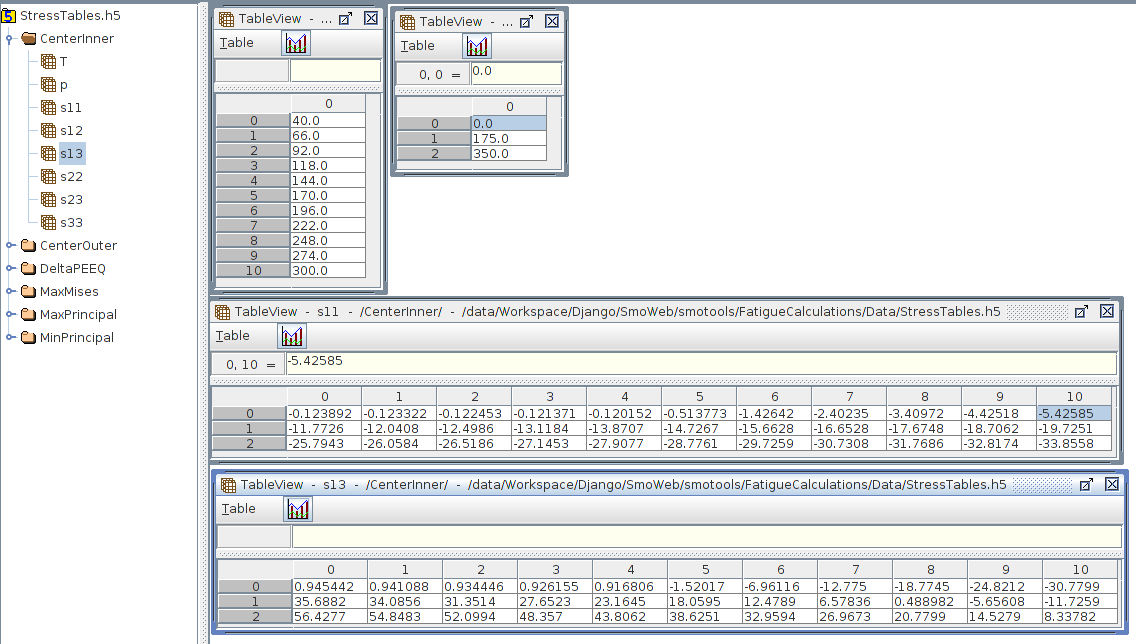 StressTables.h5
CenterInner
T
p
s11
s12
s13
s22
s23
s33
CenterOuter
DeltaPEEQ
MaxMises
MaxPrincipal
MinPrincipal
TableView - ...
Table
0
0 40.0
1 66.0
2 92.0
3 118.0
4 144.0
5 170.0
6 196.0
7 222.0
8 248.0
9 274.0
10 300.0
TableView - ...
Table
0, 0 = 0.0
0
0 0.0
1 175.0
2 350.0
TableView - s11 - /CenterInner/ - /data/Workspace/Django/SmoWeb/smotools/FatigueCalculations/Data/StressTables.h5
Table
0, 10 = -5.42585
0 1 2 3 4 5 6 7 8 9 10
0 -0.123892 -0.123322 -0.122453 -0.121371 -0.120152 -0.513773 -1.42642 -2.40235 -3.40972 -4.42518 -5.42585
1 -11.7726 -12.0408 -12.4986 -13.1184 -13.8707 -14.7267 -15.6628 -16.6528 -17.6748 -18.7062 -19.7251
2 -25.7943 -26.0584 -26.5186 -27.1453 -27.9077 -28.7761 -29.7259 -30.7308 -31.7686 -32.8174 -33.8558
TableView - s13 - /CenterInner/ - /data/Workspace/Django/SmoWeb/smotools/FatigueCalculations/Data/StressTables.h5
Table
0 1 2 3 4 5 6 7 8 9 10
0 0.945442 0.941088 0.934446 0.926155 0.916806 -1.52017 -6.96116 -12.775 -18.7745 -24.8212 -30.7799
1 35.6882 34.0856 31.3514 27.6523 23.1645 18.0595 12.4789 6.57836 0.488982 -5.65608 -11.7259
2 56.4277 54.8483 52.0994 48.357 43.8062 38.6251 32.9594 26.9673 20.7799 14.5279 8.33782